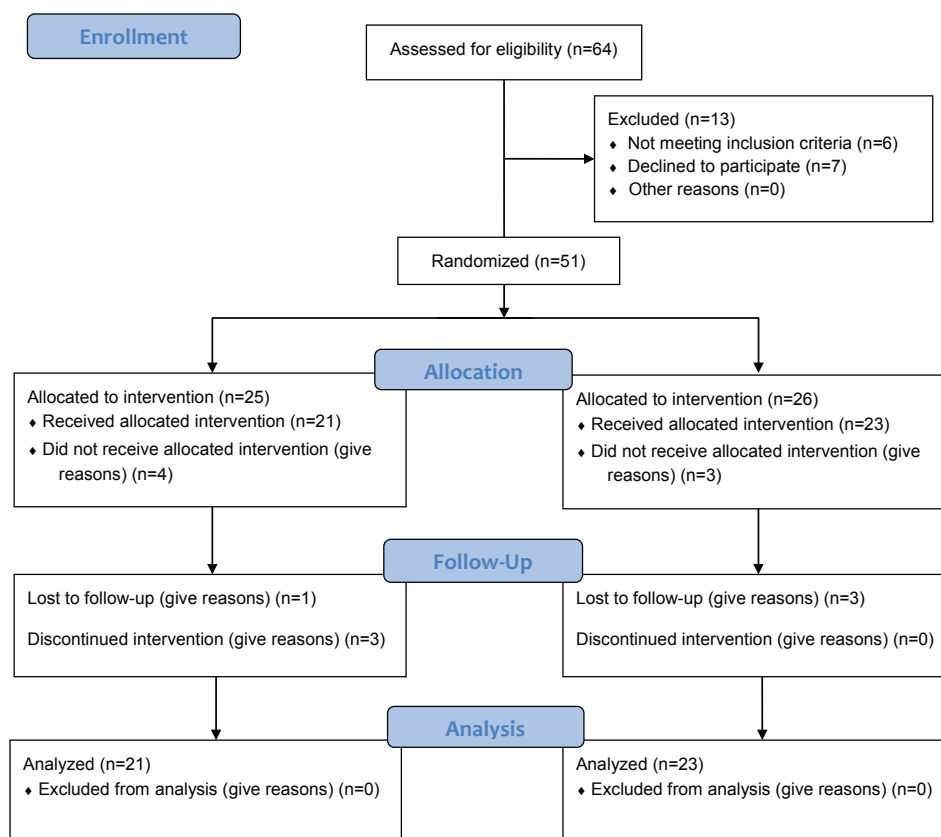 Enrollment
Assessed for eligibility (n=64)
Excluded (n=13)
♦ Not meeting inclusion criteria (n=6)
♦ Declined to participate (n=7)
♦ Other reasons (n=0)
Randomized (n=51)
Allocation
Allocated to intervention (n=25)
♦ Received allocated intervention (n=21)
♦ Did not receive allocated intervention (give
reasons) (n=4)
Allocated to intervention (n=26)
♦ Received allocated intervention (n=23)
♦ Did not receive allocated intervention (give
reasons) (n=3)
Follow-Up
Lost to follow-up (give reasons) (n=1)
Discontinued intervention (give reasons) (n=3)
Lost to follow-up (give reasons) (n=3)
Discontinued intervention (give reasons) (n=0)
Analysis
Analyzed (n=21)
♦ Excluded from analysis (give reasons) (n=0)
Analyzed (n=23)
♦ Excluded from analysis (give reasons) (n=0)